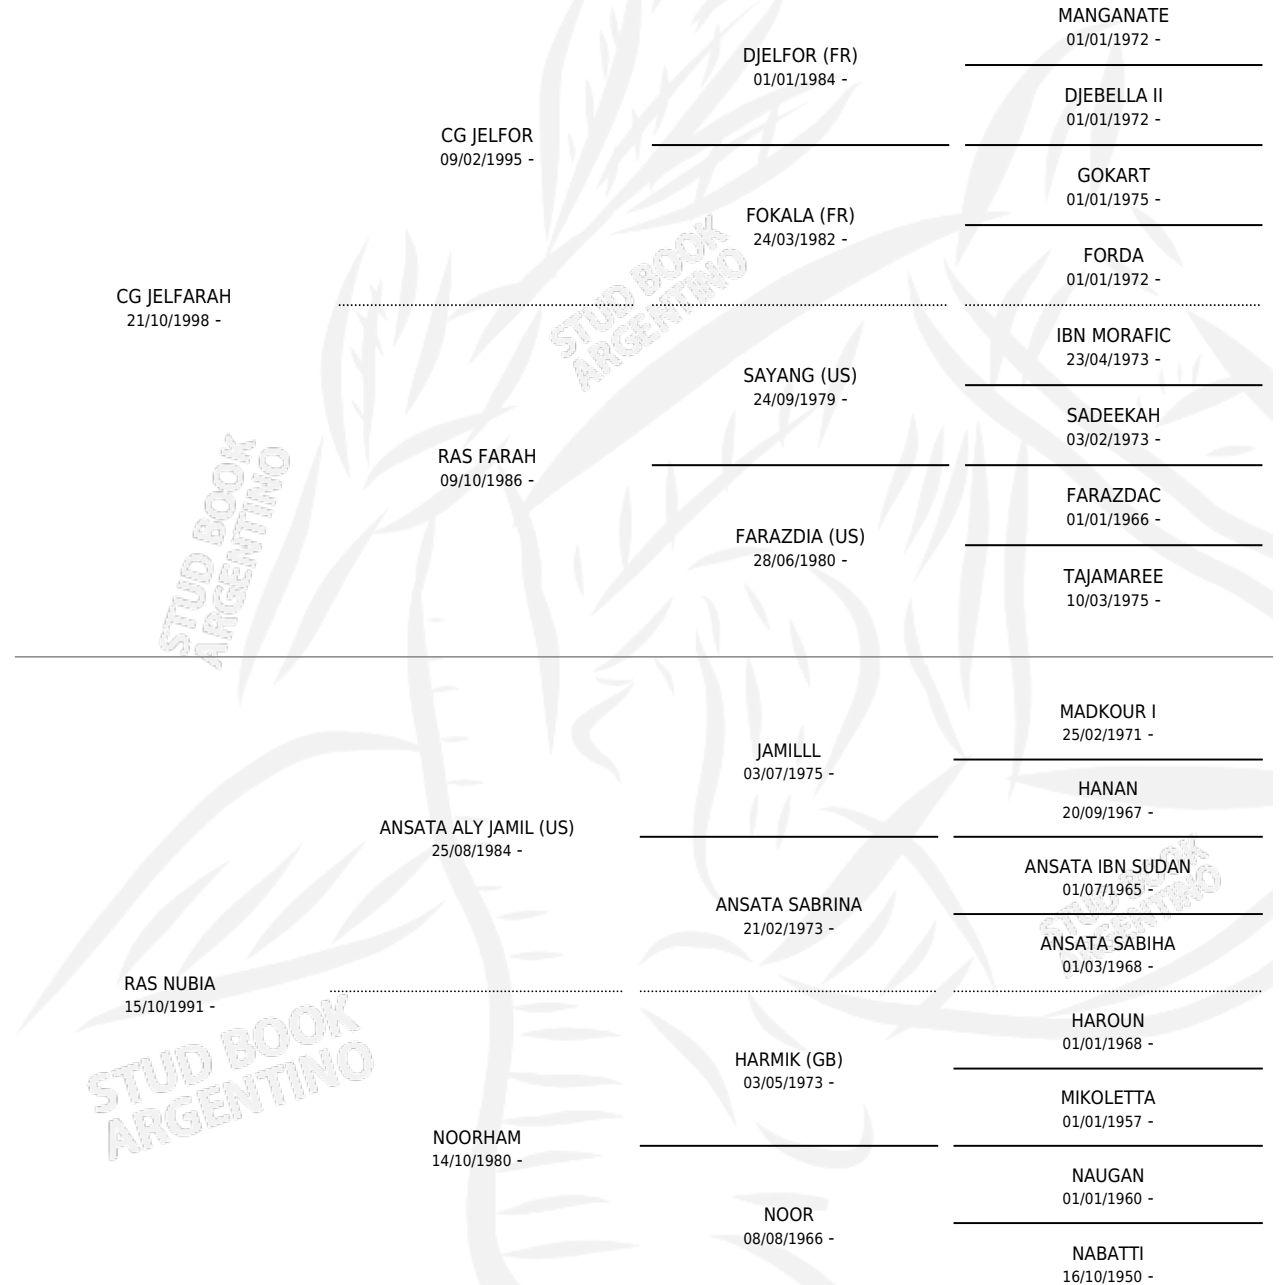 MANGANATE
01/01/1972 -
DJELFOR (FR)
01/01/1984 -
DJEBELLA II
01/01/1972 -
CG JELFOR
09/02/1995 -
GOKART
01/01/1975 -
FOKALA (FR)
24/03/1982 -
FORDA
01/01/1972 -
CG JELFARAH
21/10/1998 -
STUD BOOK
ARGENTINO
IBN MORAFIC
23/04/1973 -
SAYANG (US)
24/09/1979 -
SADEEKAH
03/02/1973 -
RAS FARAH
09/10/1986 -
STUD BOOK
ARGENTINO
FARAZDAC
01/01/1966 -
FARAZDIA (US)
28/06/1980 -
TAJAMAREE
10/03/1975 -
MADKOUR I
25/02/1971 -
JAMILLL
03/07/1975 -
HANAN
20/09/1967 -
ANSATA ALY JAMIL (US)
25/08/1984 -
ANSATA IBN SUDAN
01/07/1965 -
STUD BOOK
ARGENTINO
ANSATA SABRINA
21/02/1973 -
ANSATA SABIHA
01/03/1968 -
RAS NUBIA
15/10/1991 -
STUD BOOK
ARGENTINO
HAROUN
01/01/1968 -
HARMIK (GB)
03/05/1973 -
MIKOLETTA
01/01/1957 -
NOORHAM
14/10/1980 -
NAUGAN
01/01/1960 -
NOOR
08/08/1966 -
NABATTI
16/10/1950 -